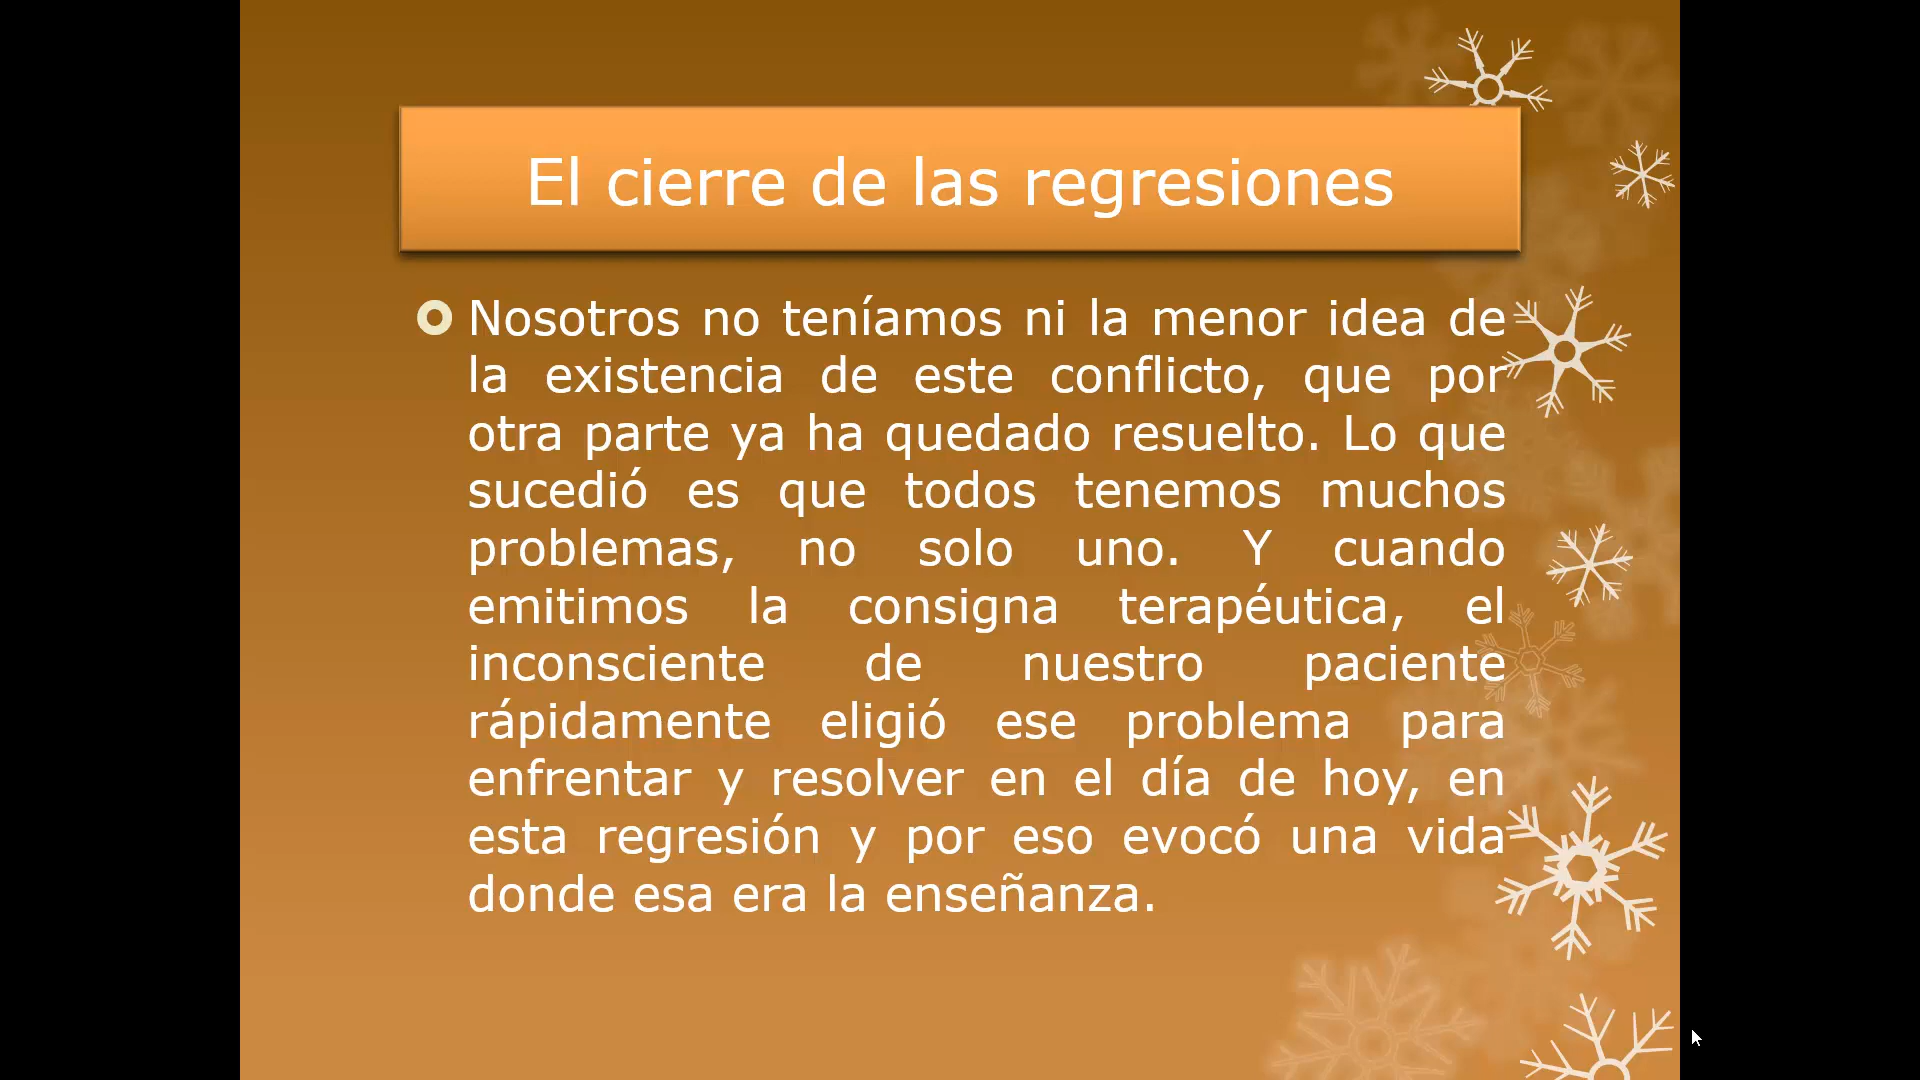 El cierre de las regresiones
Nosotros no teníamos ni la menor idea de
la existencia de este conflicto, que por
otra parte ya ha quedado resuelto. Lo que
sucedió es que todos tenemos muchos
problemas, no solo uno. Y cuando
emitimos la consigna terapéutica, el
inconsciente de nuestro paciente
rápidamente eligió ese problema para
enfrentar y resolver en el día de hoy, en
esta regresión y por eso evocó una vida
donde esa era la enseñanza.